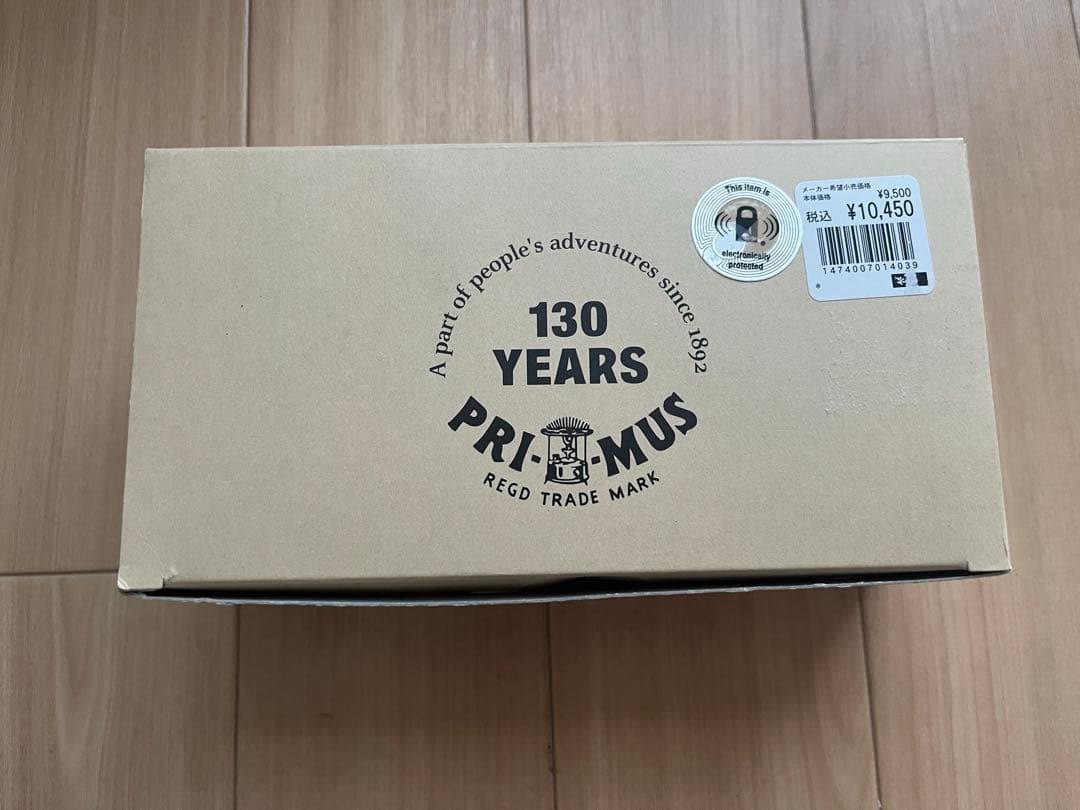 A part of people's adventures since 1892
130
YEARS
PRI-MUS
REGD TRADE MARK
This item is
electronically
protected
メーカー希望小売価格
本体価格 ¥9,500
税込 ¥10,450
1474007014039